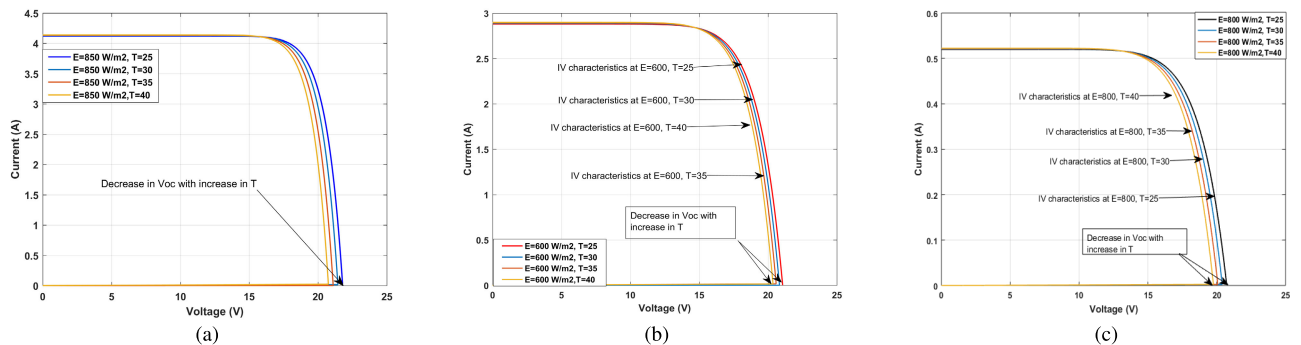 4.5
4
3.5
3
2.5
2
1.5
1
0.5
0
Current (A)
E=850 W/m2, T=25
E=850 W/m2, T=30
E=850 W/m2, T=35
E=850 W/m2,T=40
Decrease in Voc with increase in T
0 5 10 15 20 25
Voltage (V)
(a)
3
2.5
2
1.5
1
0.5
0
Current (A)
IV characteristics at E=600, T=25
IV characteristics at E=600, T=30
IV characteristics at E=600, T=40
IV characteristics at E=600, T=35
Decrease in Voc with
increase in T
E=600 W/m2, T=25
E=600 W/m2, T=30
E=600 W/m2, T=35
E=600 W/m2,T=40
0 5 10 15 20 25
Voltage (V)
(b)
0.6
0.5
0.4
0.3
0.2
0.1
0
Current (A)
E=800 W/m2, T=25
E=800 W/m2, T=30
E=800 W/m2, T=35
E=800 W/m2, T=40
IV characteristics at E=800, T=40
IV characteristics at E=800, T=35
IV characteristics at E=800, T=30
IV characteristics at E=800, T=25
Decrease in Voc with
increase in T
0 5 10 15 20 25
Voltage (V)
(c)